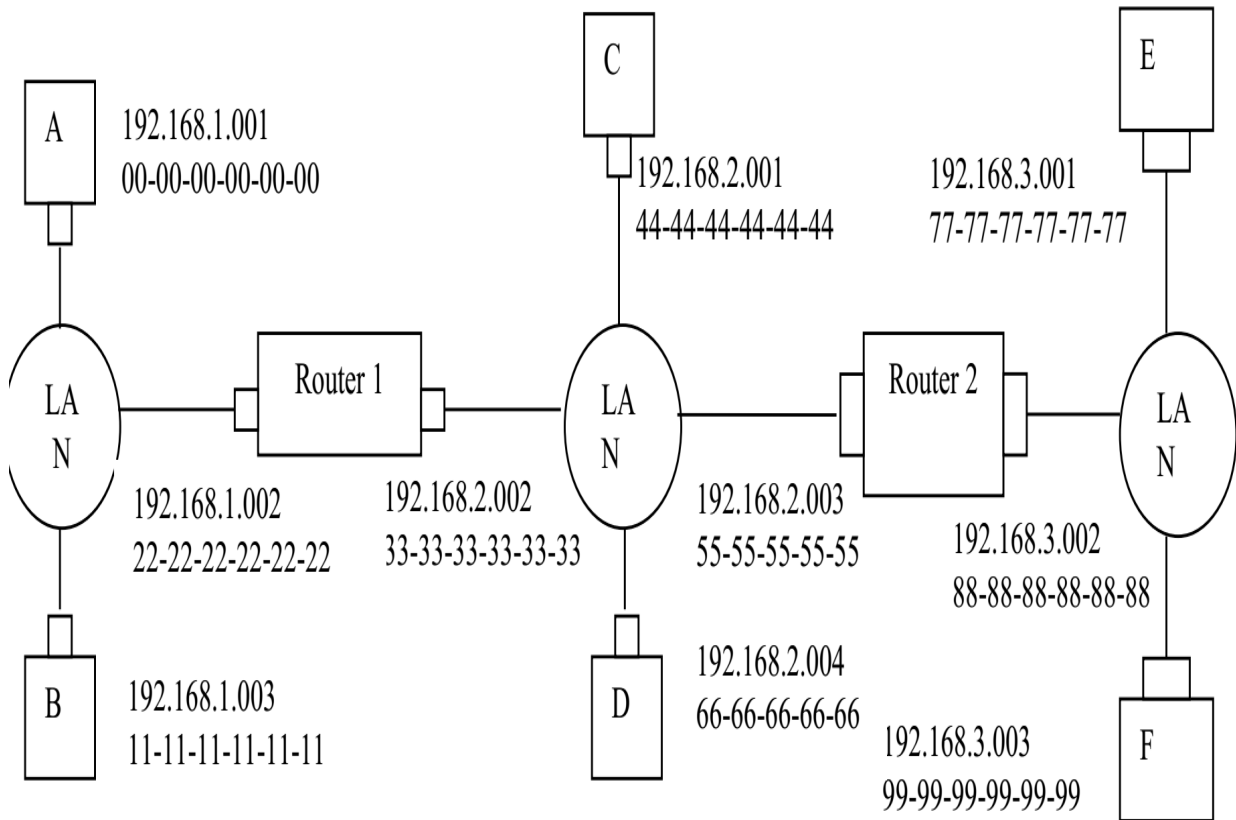 A
192.168.1.001
00-00-00-00-00-00
C
192.168.2.001
44-44-44-44-44-44
E
192.168.3.001
77-77-77-77-77-77
LA
N
Router 1
LA
N
Router 2
LA
N
192.168.1.002
22-22-22-22-22-22
192.168.2.002
33-33-33-33-33-33
192.168.2.003
55-55-55-55-55
192.168.3.002
88-88-88-88-88-88
B
192.168.1.003
11-11-11-11-11-11
D
192.168.2.004
66-66-66-66-66
192.168.3.003
99-99-99-99-99-99
F